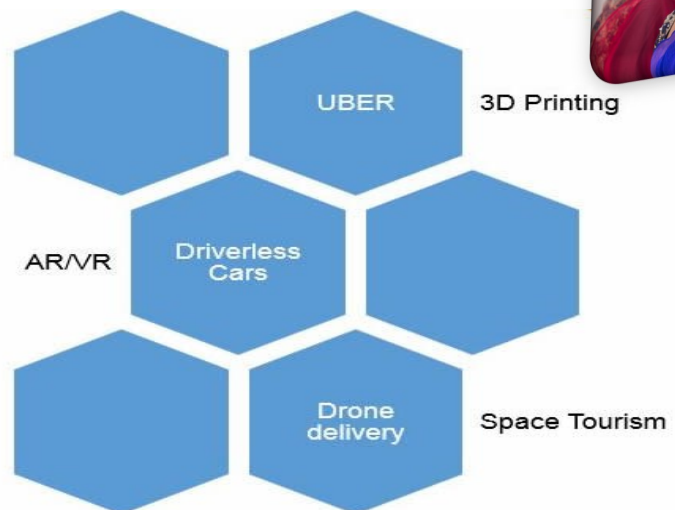 UBER
3D Printing
AR/VR
Driverless
Cars
Drone
delivery
Space Tourism